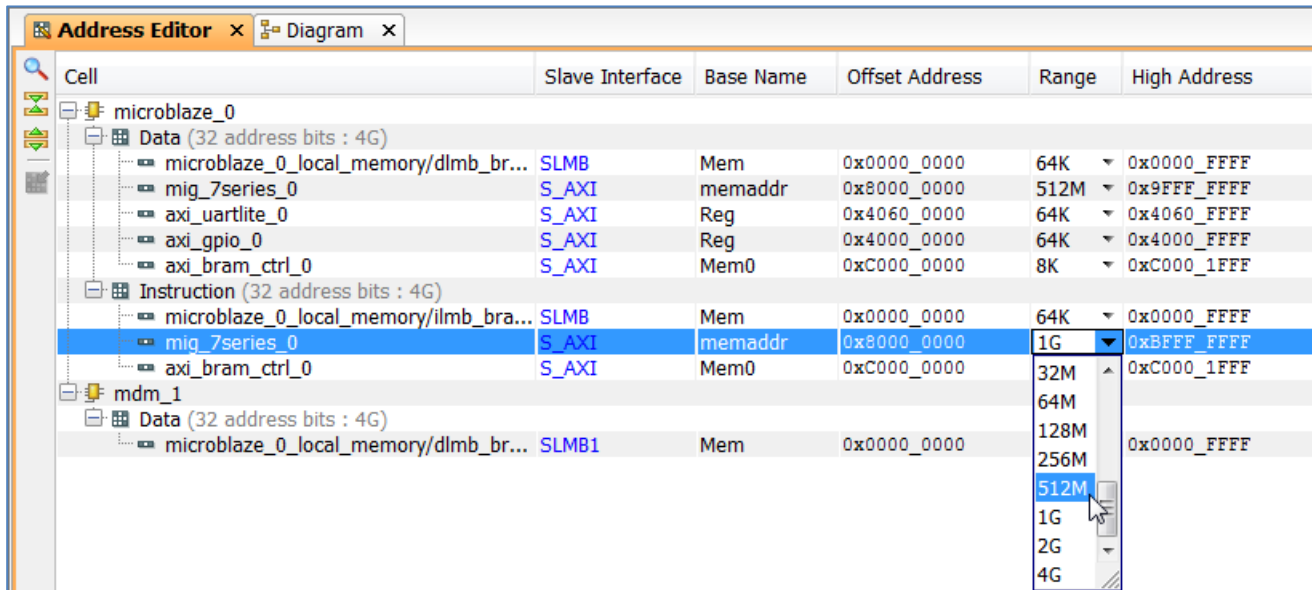 Address Editor × Diagram ×
Cell Slave Interface Base Name Offset Address Range High Address
microblaze_0
Data (32 address bits : 4G)
microblaze_0_local_memory/dlmb_br... SLMB Mem 0x0000_0000 64K 0x0000_FFFF
mig_7series_0 S_AXI memaddr 0x8000_0000 512M 0x9FFF_FFFF
axi_uartlite_0 S_AXI Reg 0x4060_0000 64K 0x4060_FFFF
axi_gpio_0 S_AXI Reg 0x4000_0000 64K 0x4000_FFFF
axi_bram_ctrl_0 S_AXI Mem0 0xC000_0000 8K 0xC000_1FFF
Instruction (32 address bits : 4G)
microblaze_0_local_memory/ilmb_bra... SLMB Mem 0x0000_0000 64K 0x0000_FFFF
mig_7series_0 S_AXI memaddr 0x8000_0000 1G 0xBFFF_FFFF
axi_bram_ctrl_0 S_AXI Mem0 0xC000_0000 32M 0xC000_1FFF
mdm_1 64M
Data (32 address bits : 4G) 128M
microblaze_0_local_memory/dlmb_br... SLMB1 Mem 0x0000_0000 256M 0x0000_FFFF
512M
1G
2G
4G